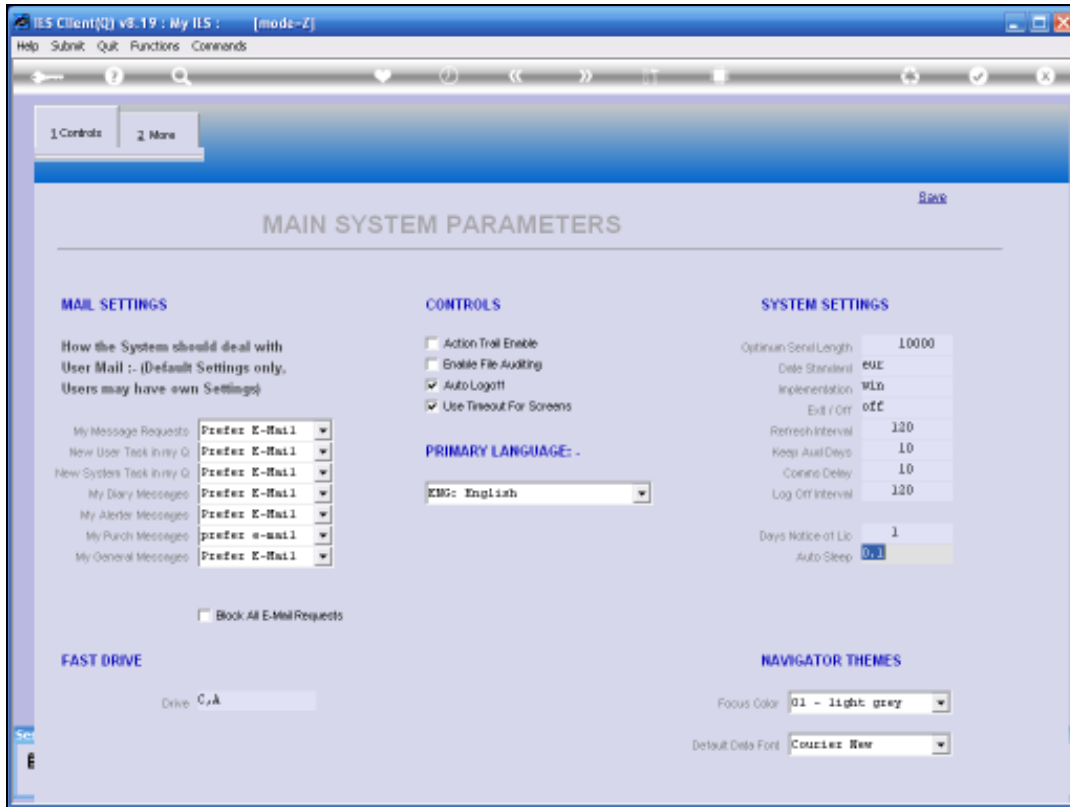 IES Client(Q) v8.19 : My IES : [mode=Z]
Help Submit Quit Functions Commands
1 Controls 2 More
Save
MAIN SYSTEM PARAMETERS
MAIL SETTINGS
How the System should deal with
User Mail :- (Default Settings only,
Users may have own Settings)
My Message Requests Prefer E-Mail
New User Task in my Q Prefer E-Mail
New System Task in my Q Prefer E-Mail
My Diary Messages Prefer E-Mail
My Alerter Messages Prefer E-Mail
My Purch Messages prefer e-mail
My General Messages Prefer E-Mail
Block All E-Mail Requests
FAST DRIVE
Drive C,A
CONTROLS
Action Trail Enable
Enable File Auditing
Auto Logoff
Use Timeout For Screens
PRIMARY LANGUAGE: -
ENG: English
SYSTEM SETTINGS
Optimum Send Length 10000
Date Standard eur
Implementation win
Exit / Off off
Refresh Interval 120
Keep Aual Days 10
Comms Delay 10
Log Off Interval 120
Days Notice of Lic 1
Auto Sleep 0,1
NAVIGATOR THEMES
Focus Color 01 - light grey
Default Data Font Courier New